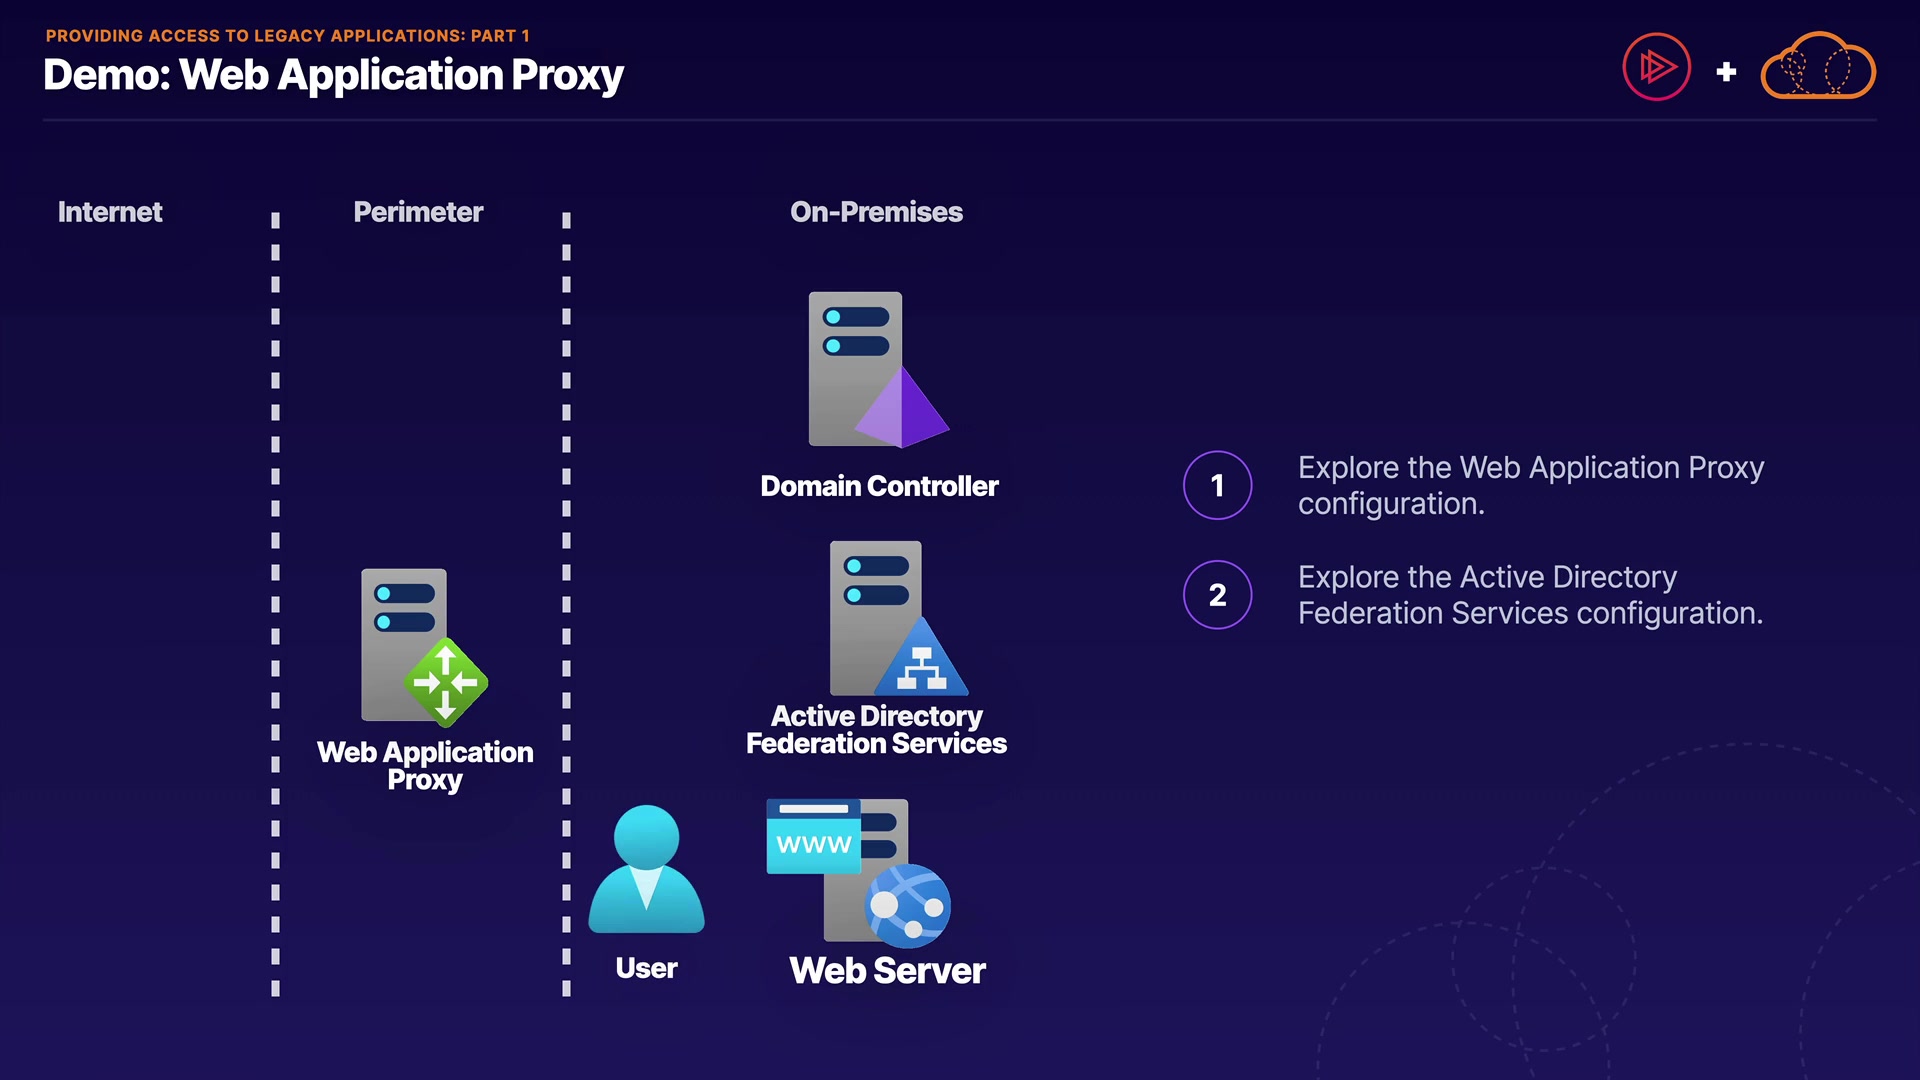 PROVIDING ACCESS TO LEGACY APPLICATIONS: PART 1
Demo: Web Application Proxy
Internet
Perimeter
On-Premises
Domain Controller
Active Directory
Federation Services
Web Application
Proxy
User
www
Web Server
1
Explore the Web Application Proxy
configuration.
2
Explore the Active Directory
Federation Services configuration.